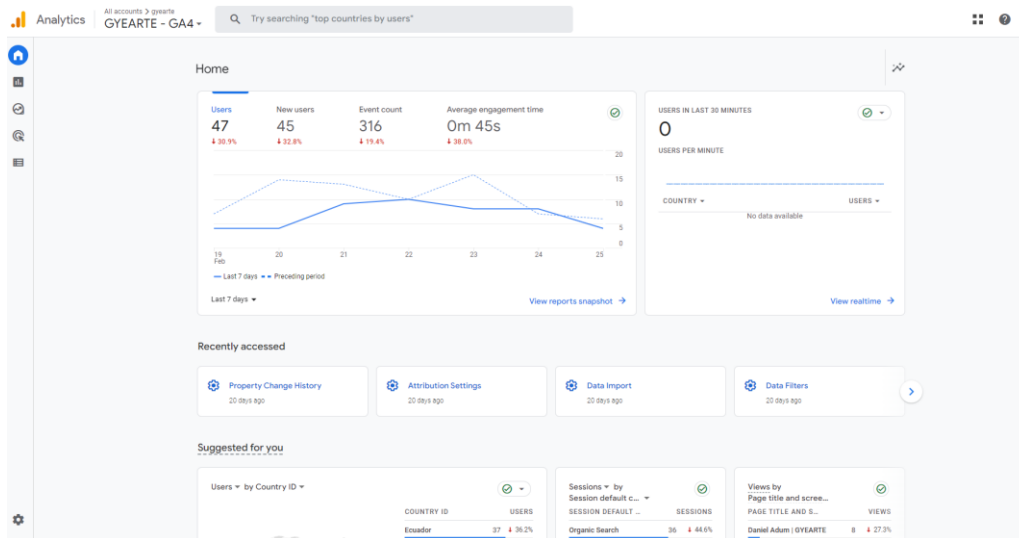 Analytics
All accounts > gyearte
GYEARTE - GA4
Try searching "top countries by users"
Home
Users
47
↓ 30.9%
New users
45
↓ 32.8%
Event count
316
↓ 19.4%
Average engagement time
0m 45s
↓ 38.0%
20
15
10
5
0
19
Feb
20
21
22
23
24
25
Last 7 days
Preceding period
Last 7 days
View reports snapshot →
USERS IN LAST 30 MINUTES
0
USERS PER MINUTE
COUNTRY
USERS
No data available
View realtime →
Recently accessed
Property Change History
20 days ago
Attribution Settings
20 days ago
Data Import
20 days ago
Data Filters
20 days ago
Suggested for you
Users by Country ID
COUNTRY ID USERS
Ecuador 37 ↓ 36.2%
Sessions by
Session default c...
SESSION DEFAULT ... SESSIONS
Organic Search 36 ↓ 44.6%
Views by
Page title and scree...
PAGE TITLE AND S... VIEWS
Daniel Adum | GYEARTE 8 ↓ 27.3%